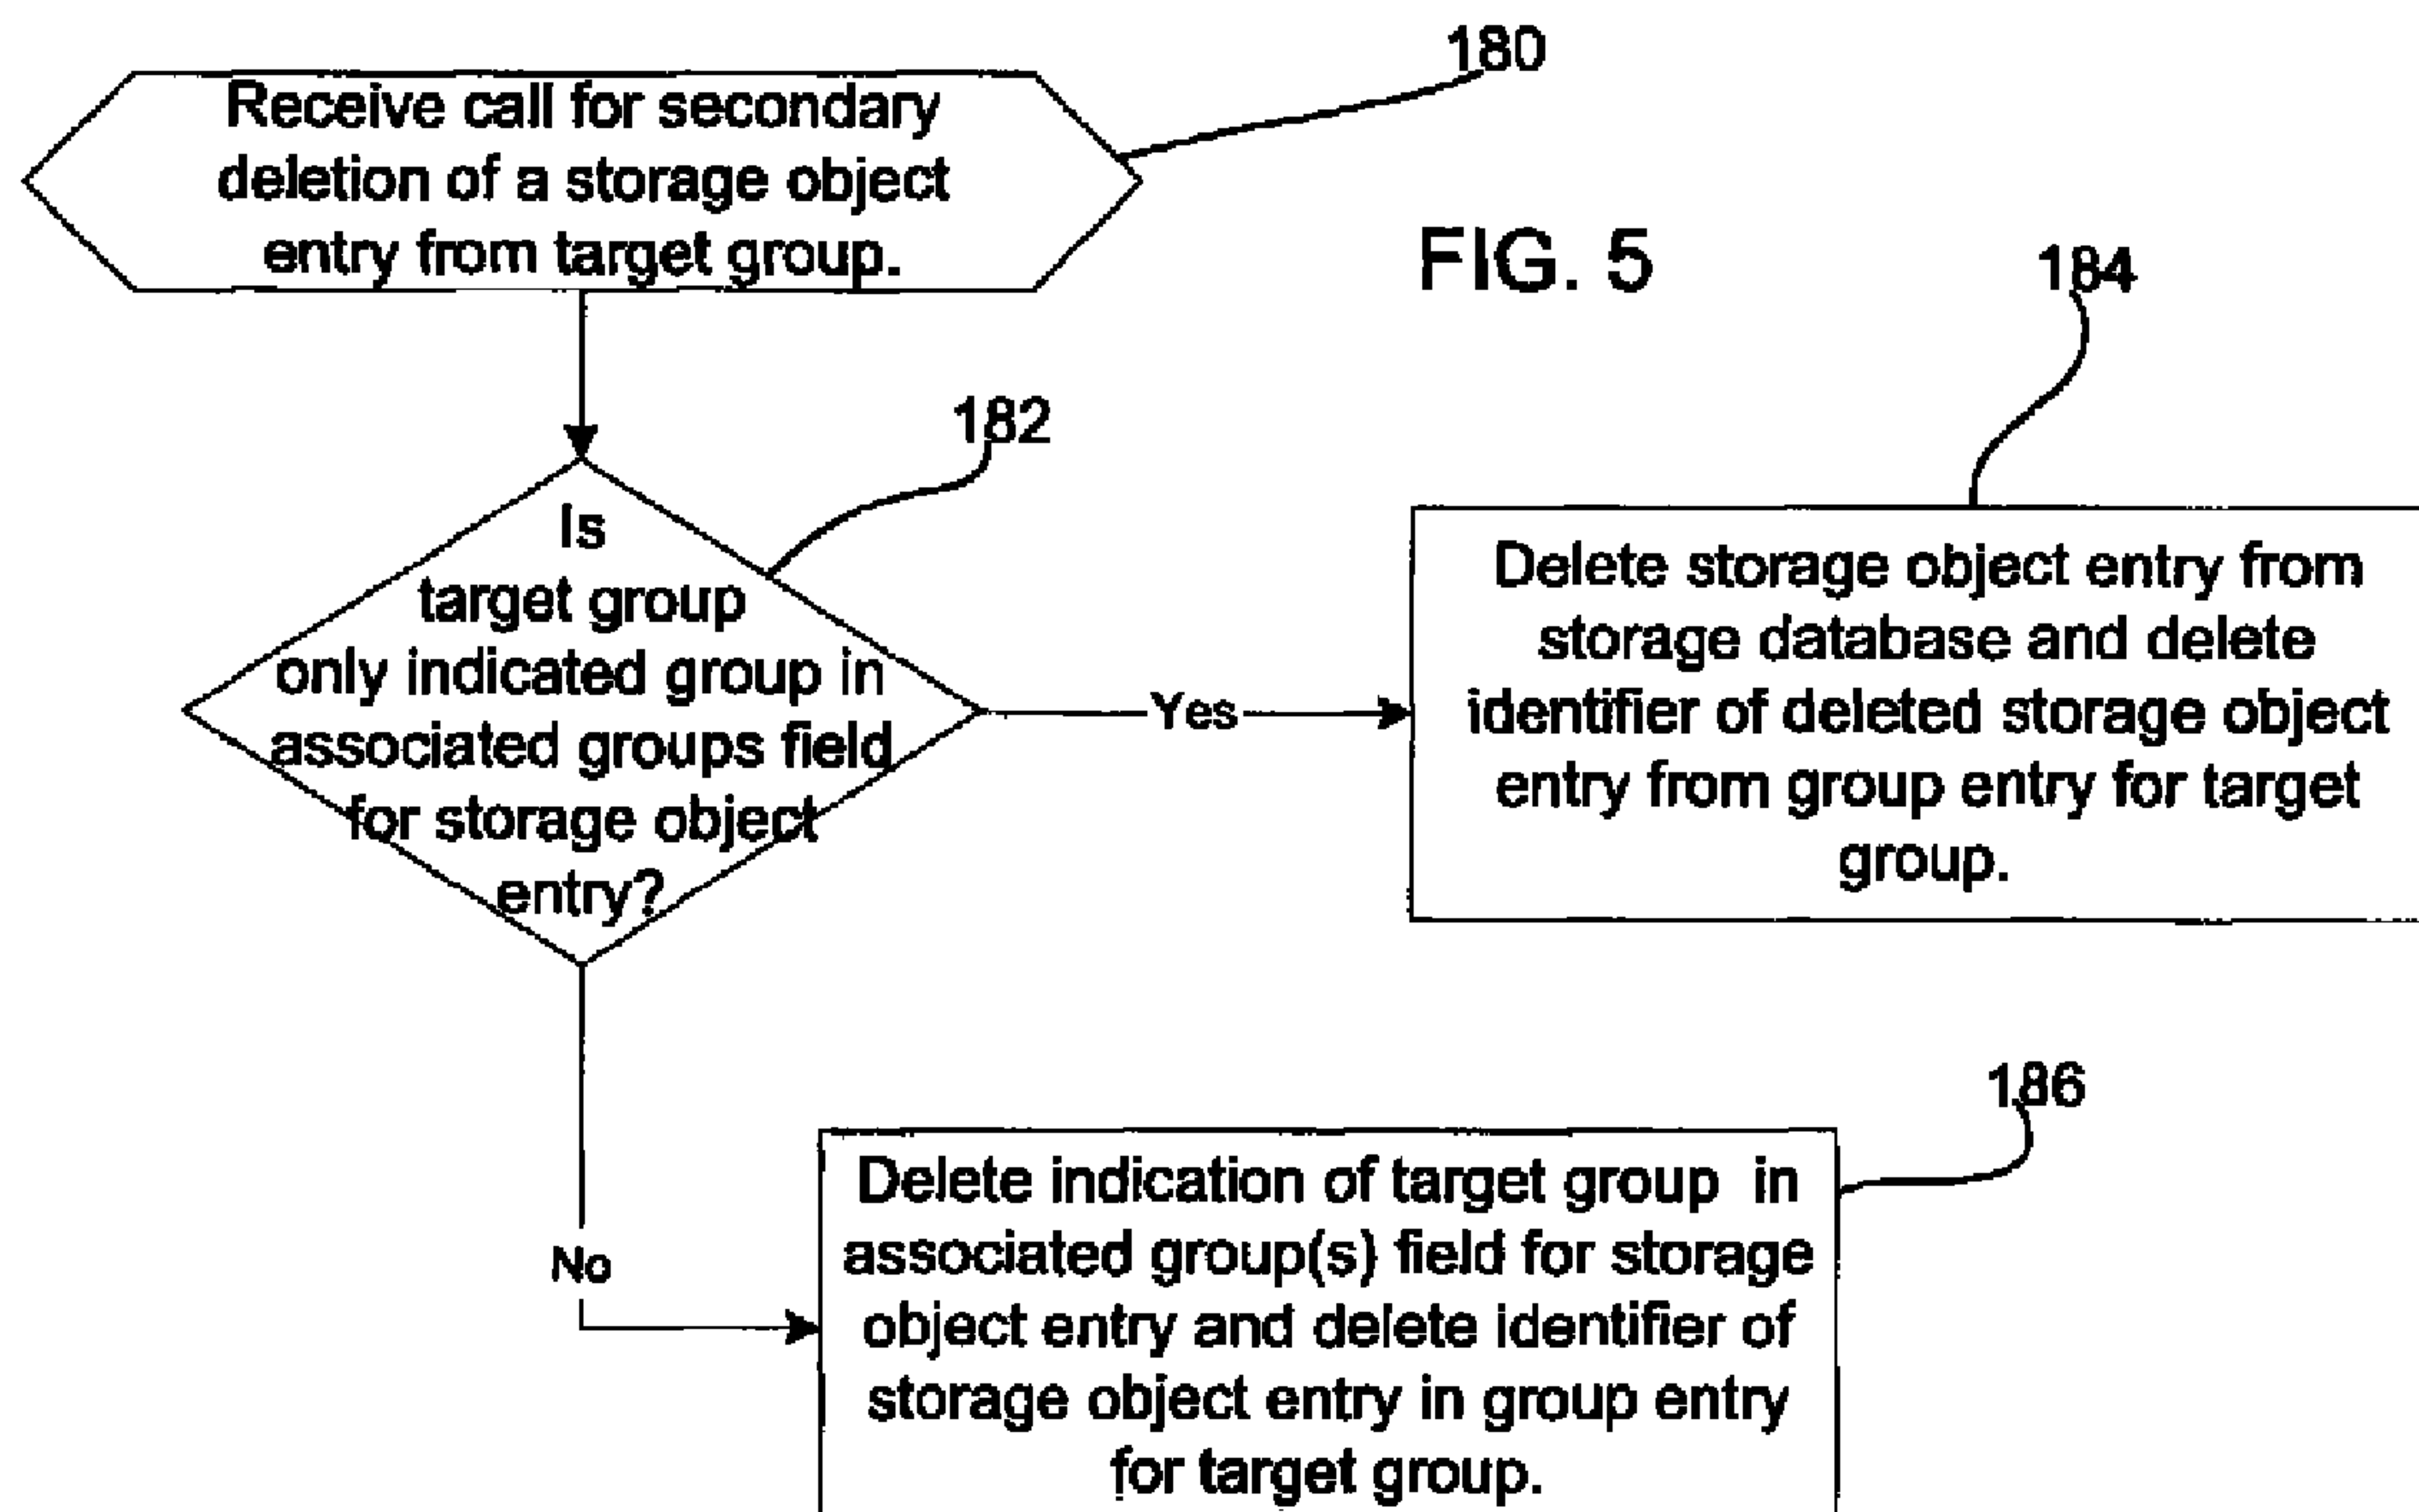 180
Receive call for secondary
deletion of a storage object
entry from target group.
FIG. 5
184
182
Is
target group
only indicated group in
associated groups field
for storage object
entry?
Yes
Delete storage object entry from
storage database and delete
identifier of deleted storage object
entry from group entry for target
group.
186
No
Delete indication of target group in
associated group(s) field for storage
object entry and delete identifier of
storage object entry in group entry
for target group.